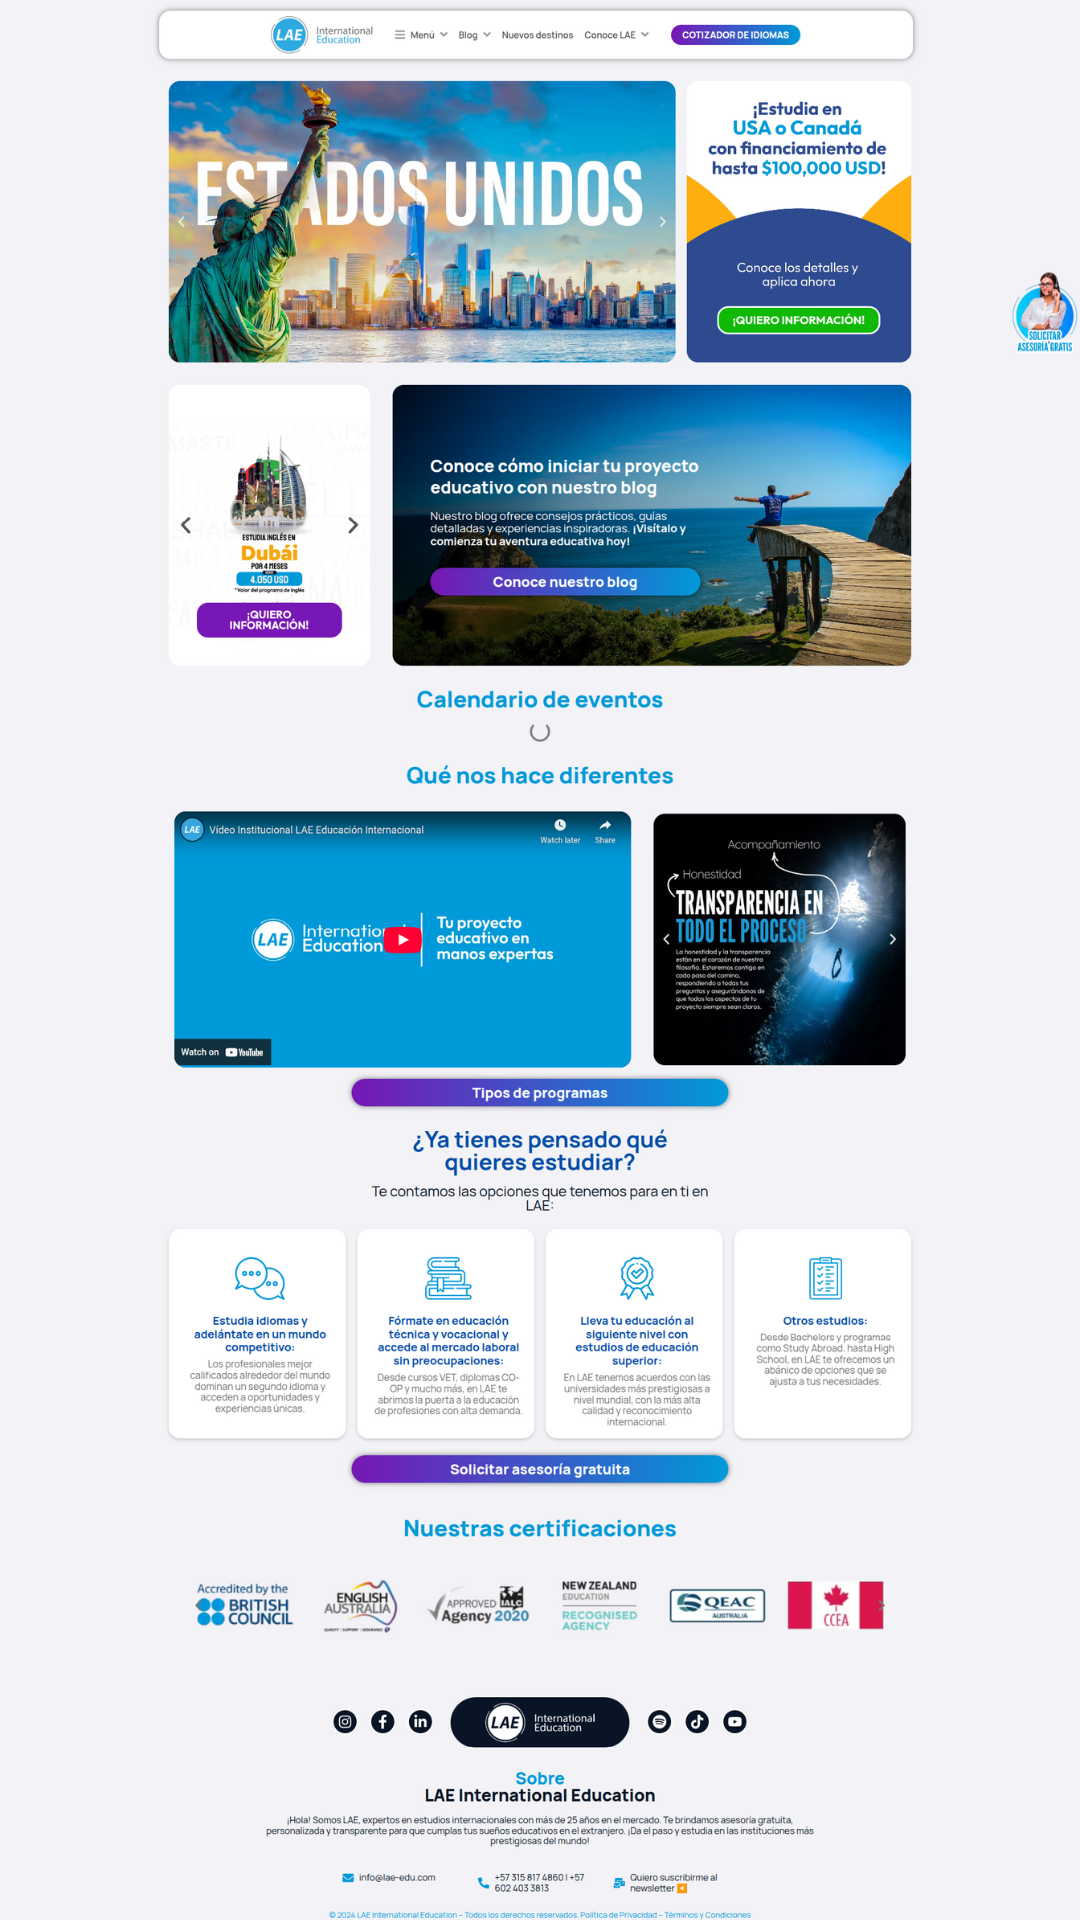 LAE International
Education
Menú
Blog
Nuevos destinos
Conoce LAE
COTIZADOR DE IDIOMAS
ESTADOS UNIDOS
¡Estudia en
USA o Canadá
con financiamiento de
hasta $100,000 USD!
Conoce los detalles y
aplica ahora
¡QUIERO INFORMACIÓN!
SOLICITAR
ASESORÍA GRATIS
ESTUDIA INGLÉS EN
Dubái
POR 4 MESES
4.050 USD
*Valor del programa de inglés
¡QUIERO
INFORMACIÓN!
Conoce cómo iniciar tu proyecto
educativo con nuestro blog
Nuestro blog ofrece consejos prácticos, guías
detalladas y experiencias inspiradoras. ¡Visítalo y
comienza tu aventura educativa hoy!
Conoce nuestro blog
Calendario de eventos
Qué nos hace diferentes
LAE Vídeo Institucional LAE Educación Internacional
Watch later
Share
LAE
Internatio
Education
Tu proyecto
educativo en
manos expertas
Watch on YouTube
Acompañamiento
Honestidad
TRANSPARENCIA EN
TODO EL PROCESO
La honestidad y la transparencia
están en el corazón de nuestra
filosofía. Estaremos contigo en
cada paso del camino,
respondiendo a todas tus
preguntas y asegurándonos de
que todos los aspectos de tu
proyecto siempre sean claros.
Tipos de programas
¿Ya tienes pensado qué
quieres estudiar?
Te contamos las opciones que tenemos para en ti en
LAE:
Estudia idiomas y
adelántate en un mundo
competitivo:
Los profesionales mejor
calificados alrededor del mundo
dominan un segundo idioma y
acceden a oportunidades y
experiencias únicas.
Fórmate en educación
técnica y vocacional y
accede al mercado laboral
sin preocupaciones:
Desde cursos VET, diplomas CO-
OP y mucho más, en LAE te
abrimos la puerta a la educación
de profesiones con alta demanda.
Lleva tu educación al
siguiente nivel con
estudios de educación
superior:
En LAE tenemos acuerdos con las
universidades más prestigiosas a
nivel mundial, con la más alta
calidad y reconocimiento
internacional.
Otros estudios:
Desde Bachelors y programas
como Study Abroad. hasta High
School, en LAE te ofrecemos un
abánico de opciones que se
ajusta a tus necesidades.
Solicitar asesoría gratuita
Nuestras certificaciones
Accredited by the
BRITISH
COUNCIL
ENGLISH
AUSTRALIA
QUALITY | SUPPORT | ASSURANCE
APPROVED IALC
Agency 2020
NEW ZEALAND
EDUCATION
RECOGNISED
AGENCY
QEAC
AUSTRALIA
CCEA
LAE International
Education
Sobre
LAE International Education
¡Hola! Somos LAE, expertos en estudios internacionales con más de 25 años en el mercado. Te brindamos asesoría gratuita,
personalizada y transparente para que cumplas tus sueños educativos en el extranjero. ¡Da el paso y estudia en las instituciones más
prestigiosas del mundo!
info@lae-edu.com
+57 315 817 4860 | +57
602 403 3813
Quiero suscribirme al
newsletter
© 2024 LAE International Education – Todos los derechos reservados. Política de Privacidad – Términos y Condiciones